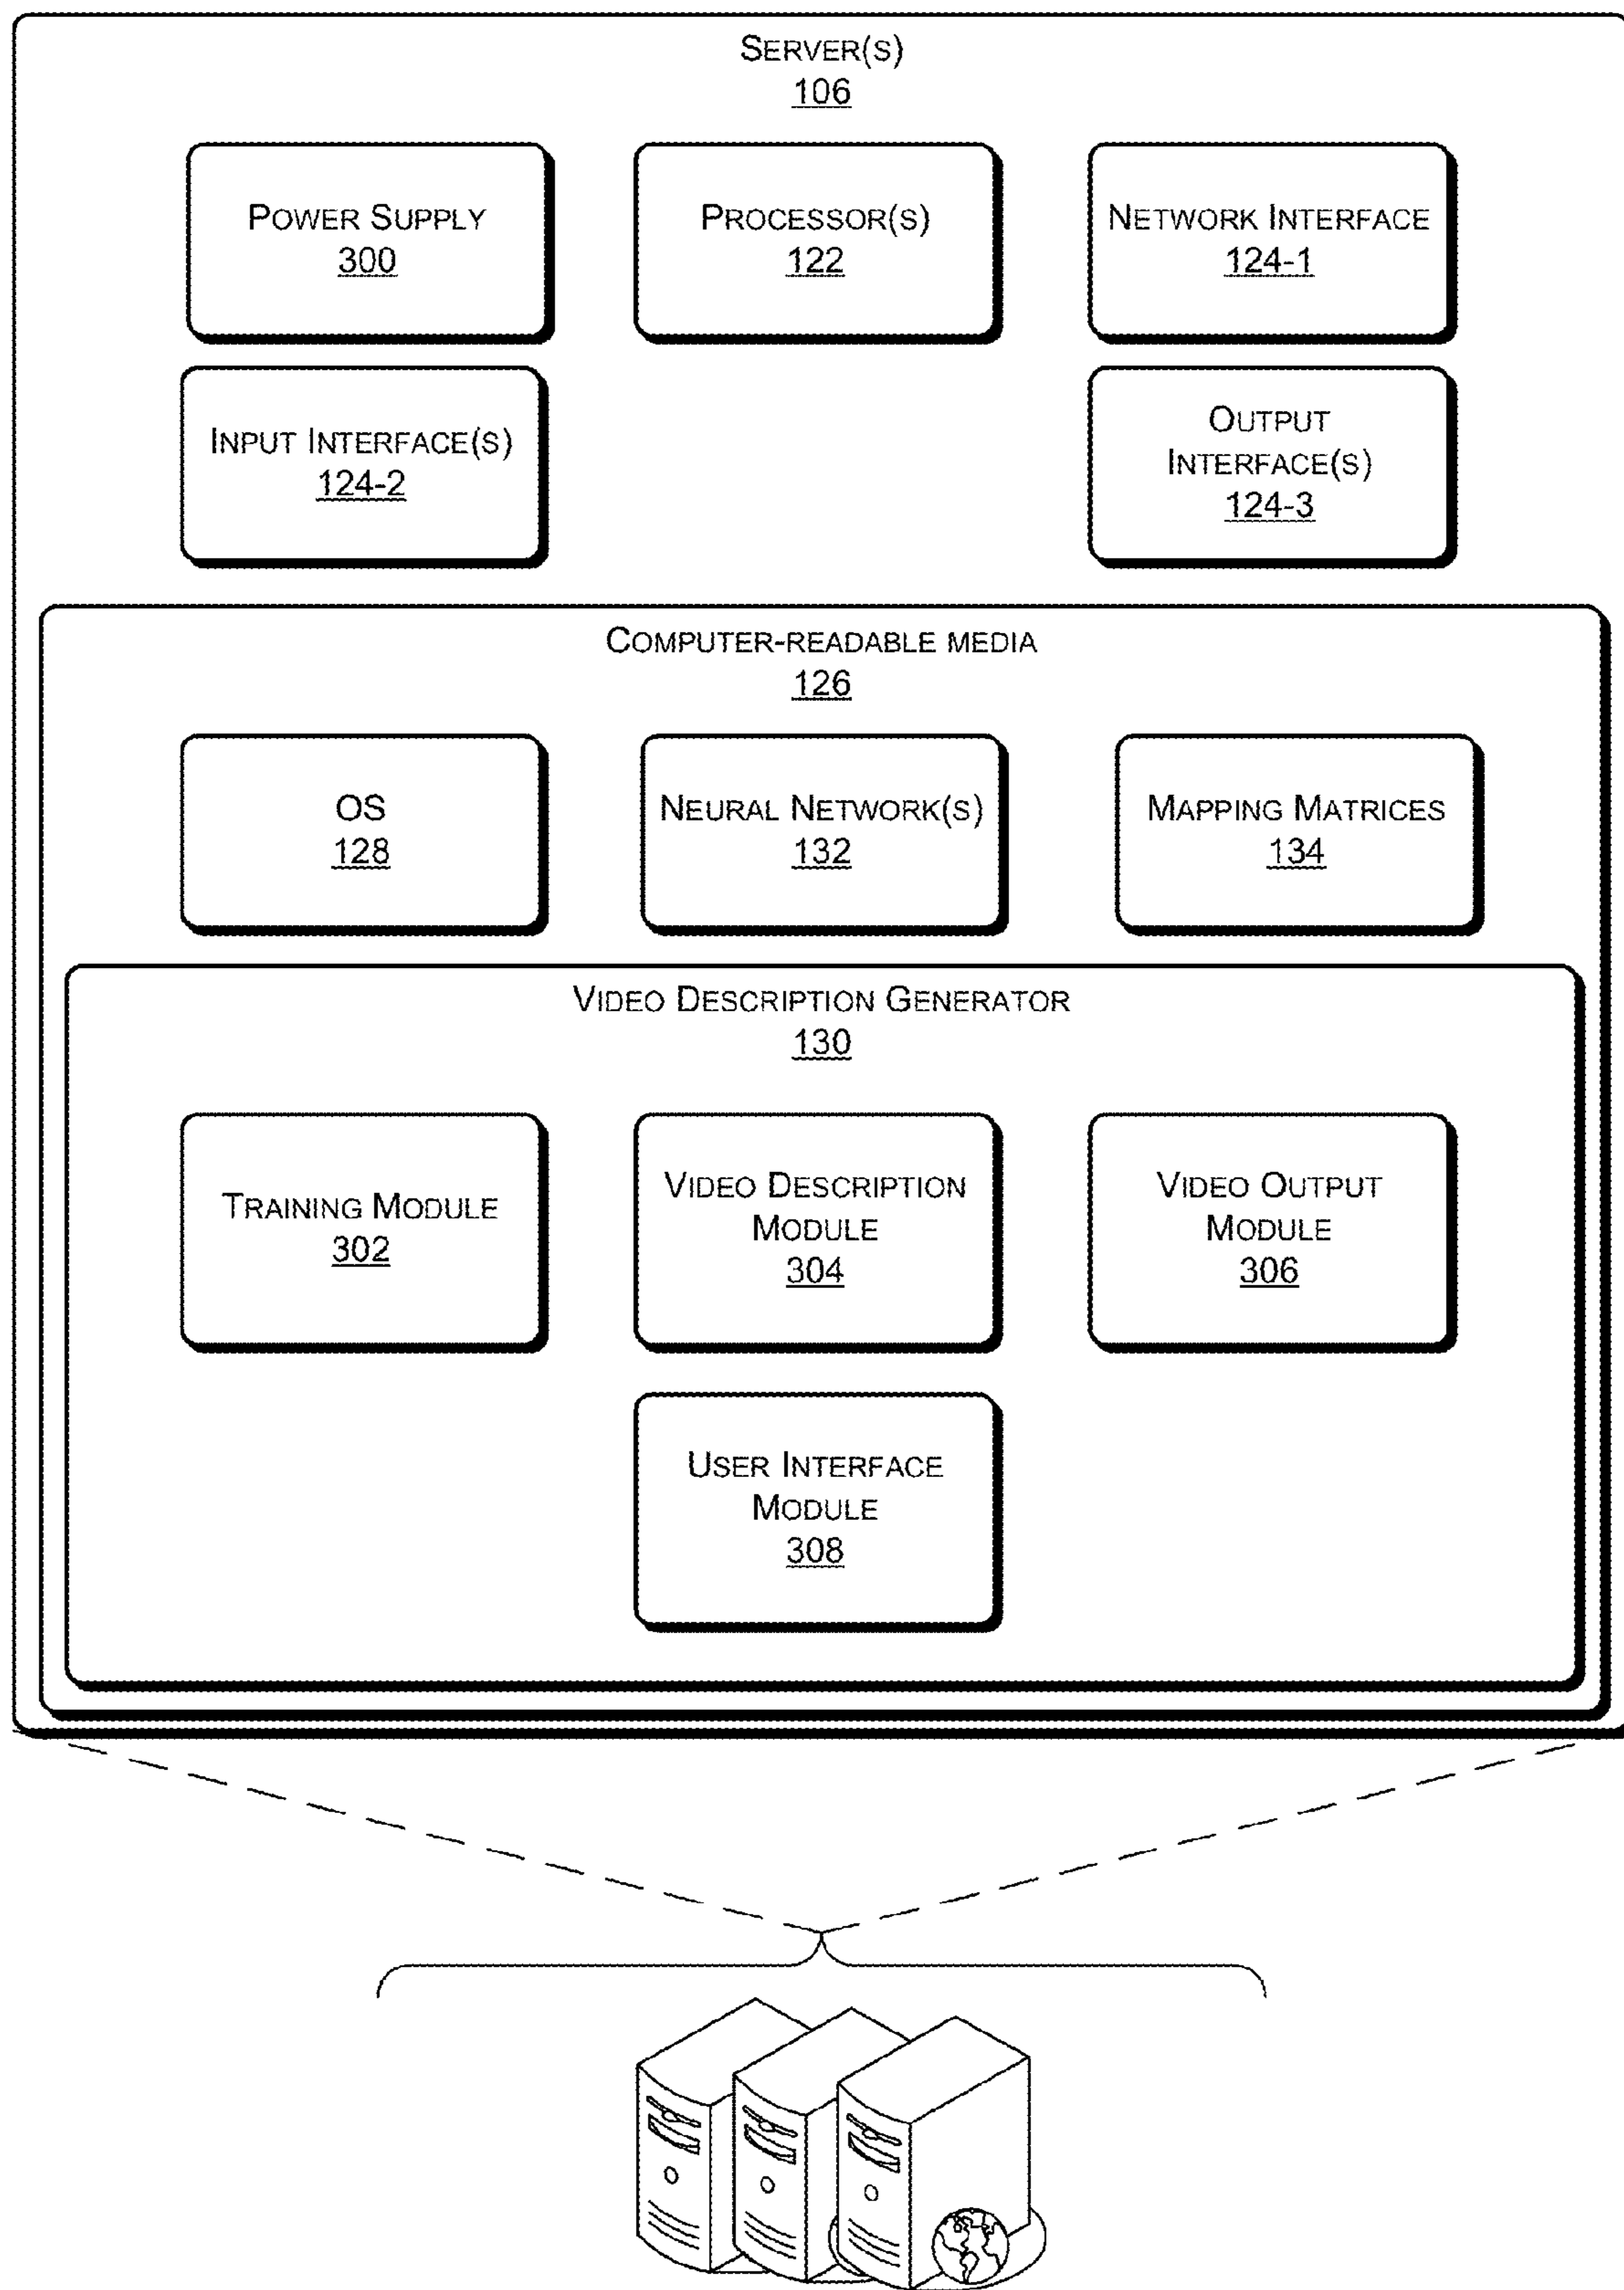 SERVER(S)
106
POWER SUPPLY
300
PROCESSOR(S)
122
NETWORK INTERFACE
124-1
INPUT INTERFACE(S)
124-2
OUTPUT
INTERFACE(S)
124-3
COMPUTER-READABLE MEDIA
126
OS
128
NEURAL NETWORK(S)
132
MAPPING MATRICES
134
VIDEO DESCRIPTION GENERATOR
130
TRAINING MODULE
302
VIDEO DESCRIPTION
MODULE
304
VIDEO OUTPUT
MODULE
306
USER INTERFACE
MODULE
308